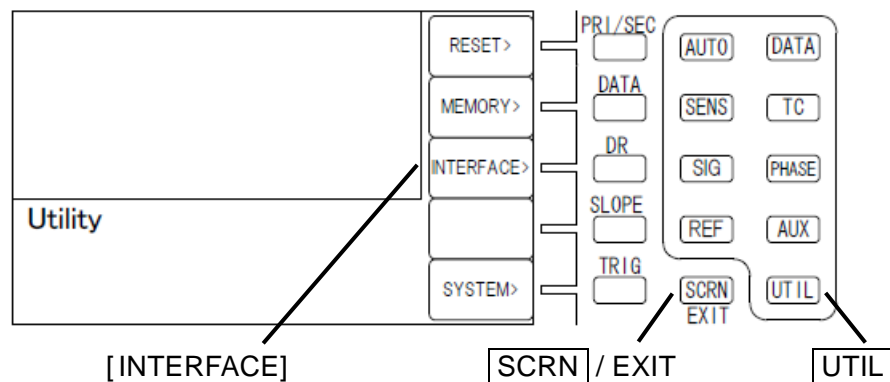 RESET>
MEMORY>
INTERFACE>
SYSTEM>
Utility
PRI/SEC
DATA
DR
SLOPE
TRIG
AUTO DATA
SENS TC
SIG PHASE
REF AUX
SCRN UTIL
EXIT
[INTERFACE] SCRN / EXIT UTIL